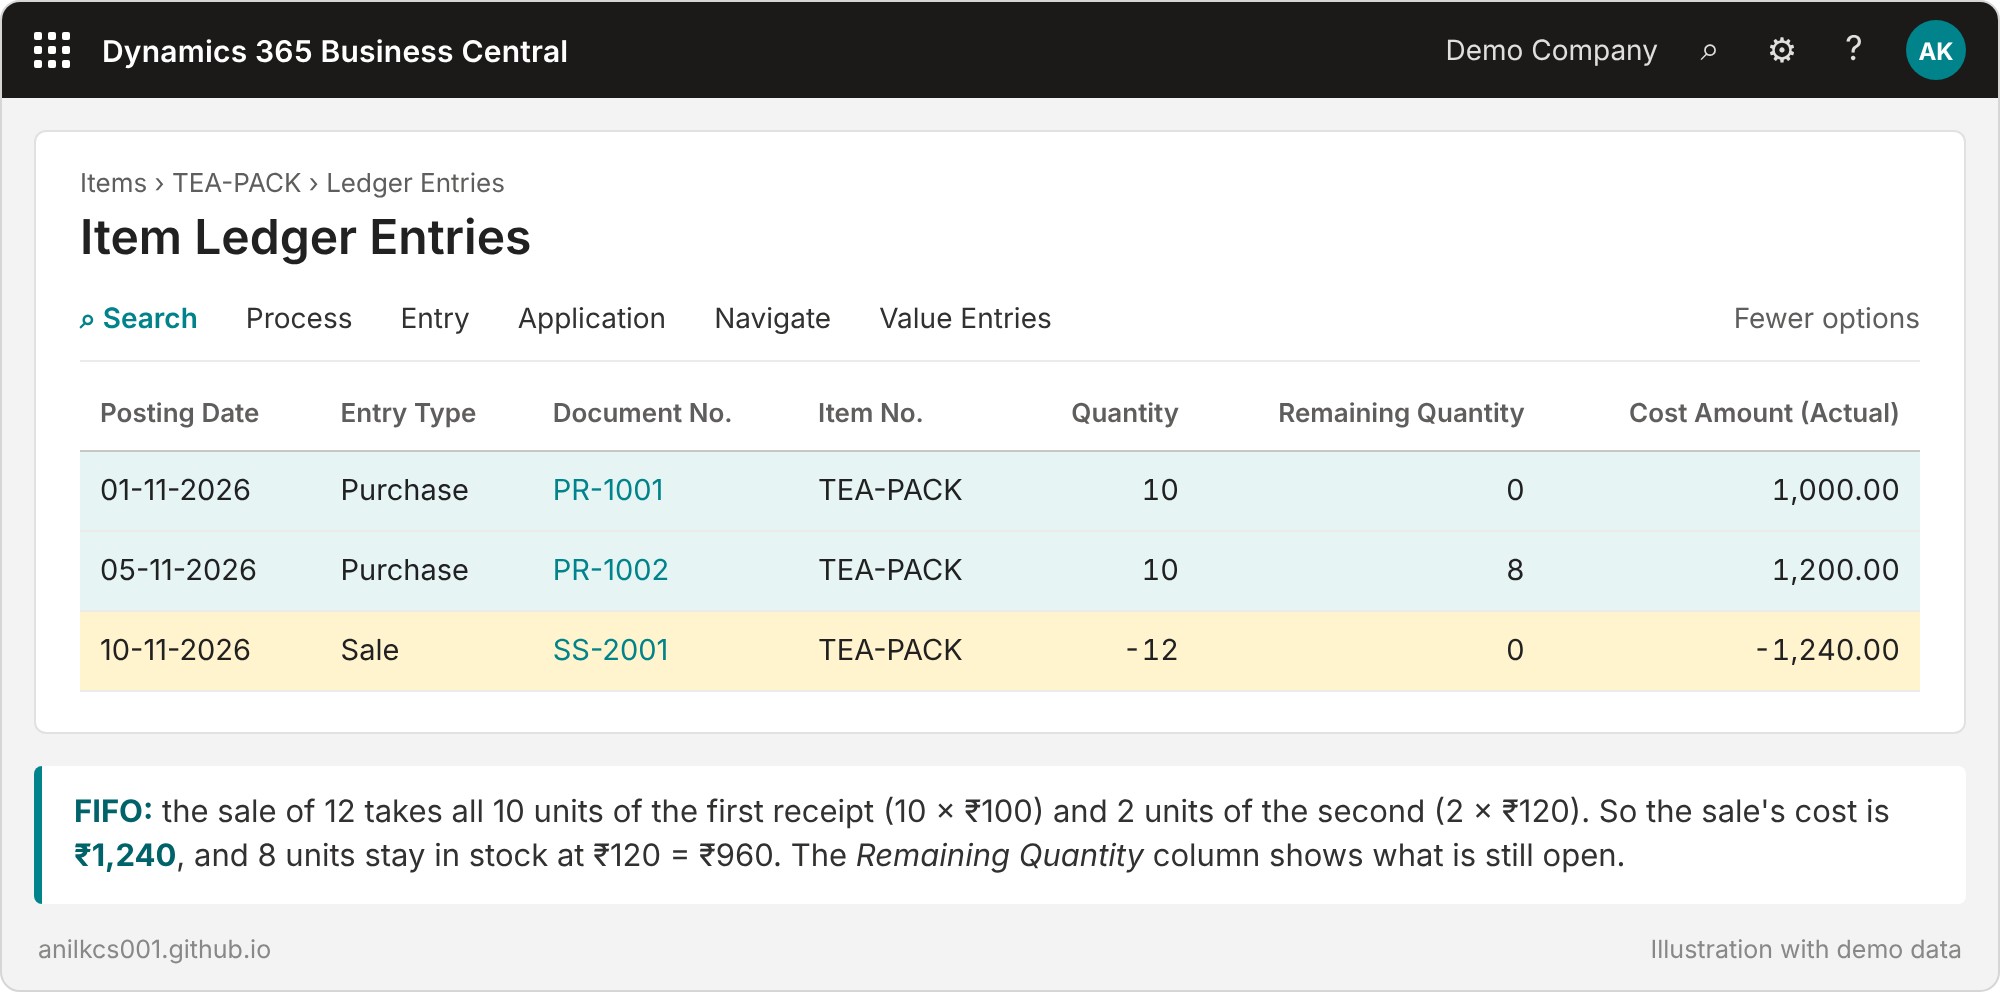 Dynamics 365 Business Central
Demo Company ? AK
Items › TEA-PACK › Ledger Entries
Item Ledger Entries
Search Process Entry Application Navigate Value Entries Fewer options
Posting Date Entry Type Document No. Item No. Quantity Remaining Quantity Cost Amount (Actual)
01-11-2026 Purchase PR-1001 TEA-PACK 10 0 1,000.00
05-11-2026 Purchase PR-1002 TEA-PACK 10 8 1,200.00
10-11-2026 Sale SS-2001 TEA-PACK -12 0 -1,240.00
FIFO: the sale of 12 takes all 10 units of the first receipt (10 × ₹100) and 2 units of the second (2 × ₹120). So the sale's cost is
₹1,240, and 8 units stay in stock at ₹120 = ₹960. The Remaining Quantity column shows what is still open.
anilkcs001.github.io
Illustration with demo data